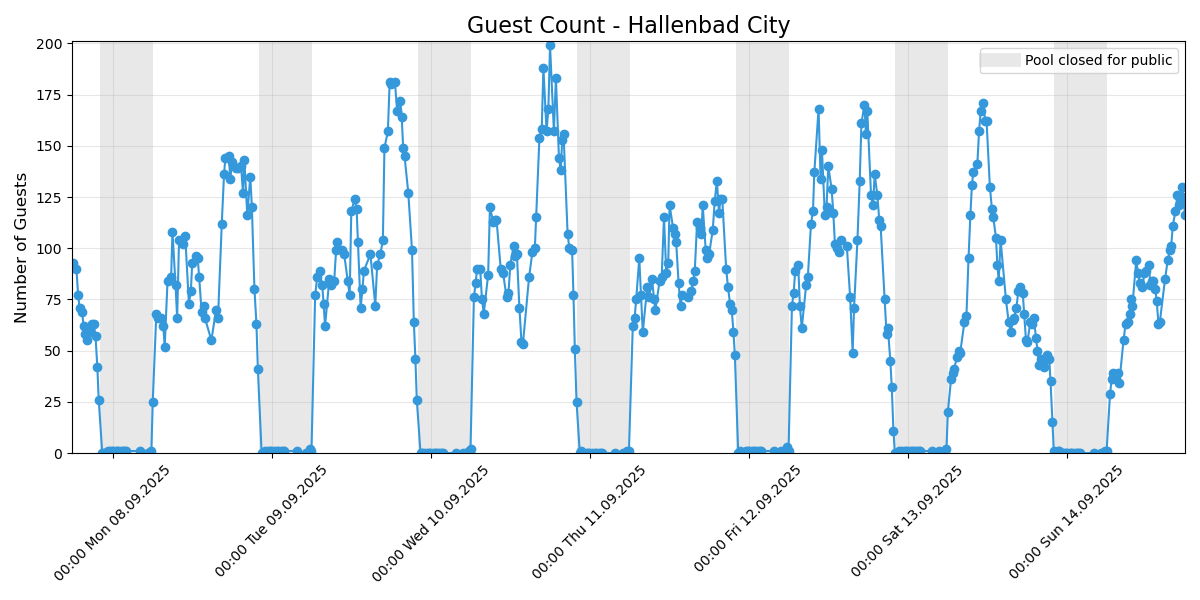 Guest Count - Hallenbad City
Number of Guests
200
175
150
125
100
75
50
25
0
Pool closed for public
00:00 Mon 08.09.2025
00:00 Tue 09.09.2025
00:00 Wed 10.09.2025
00:00 Thu 11.09.2025
00:00 Fri 12.09.2025
00:00 Sat 13.09.2025
00:00 Sun 14.09.2025